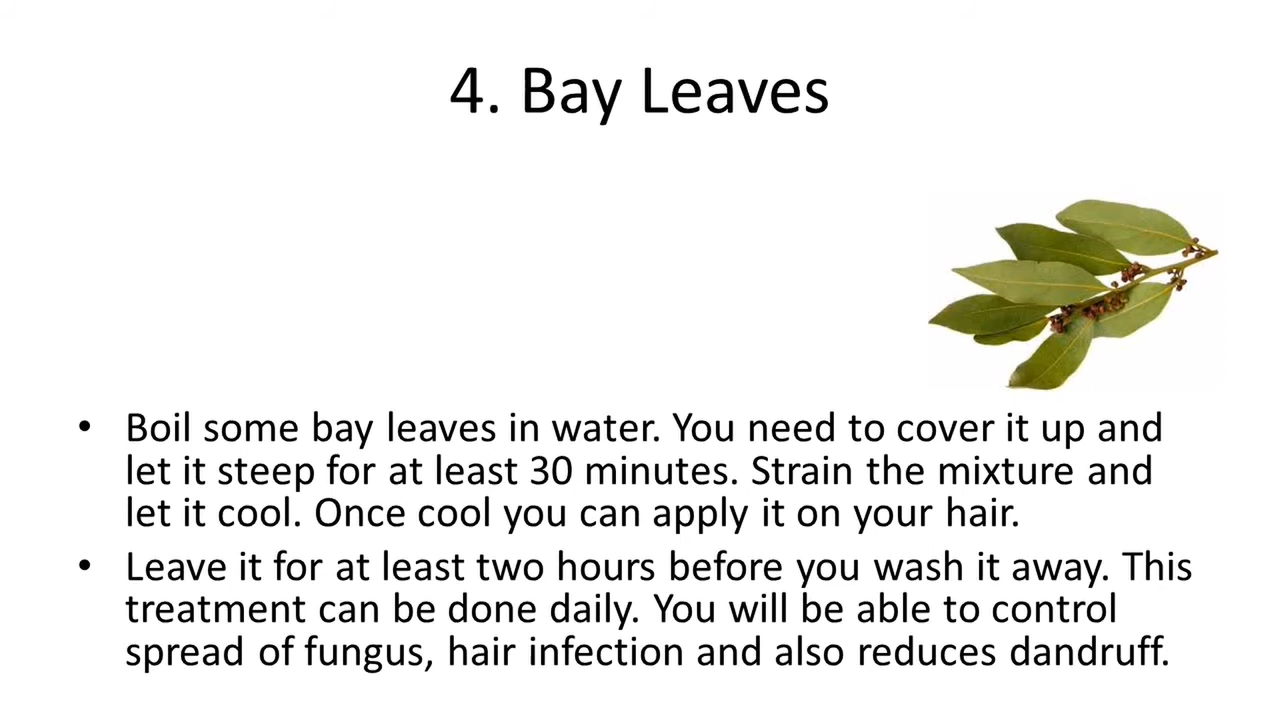 4. Bay Leaves
• Boil some bay leaves in water. You need to cover it up and
let it steep for at least 30 minutes. Strain the mixture and
let it cool. Once cool you can apply it on your hair.
• Leave it for at least two hours before you wash it away. This
treatment can be done daily. You will be able to control
spread of fungus, hair infection and also reduces dandruff.